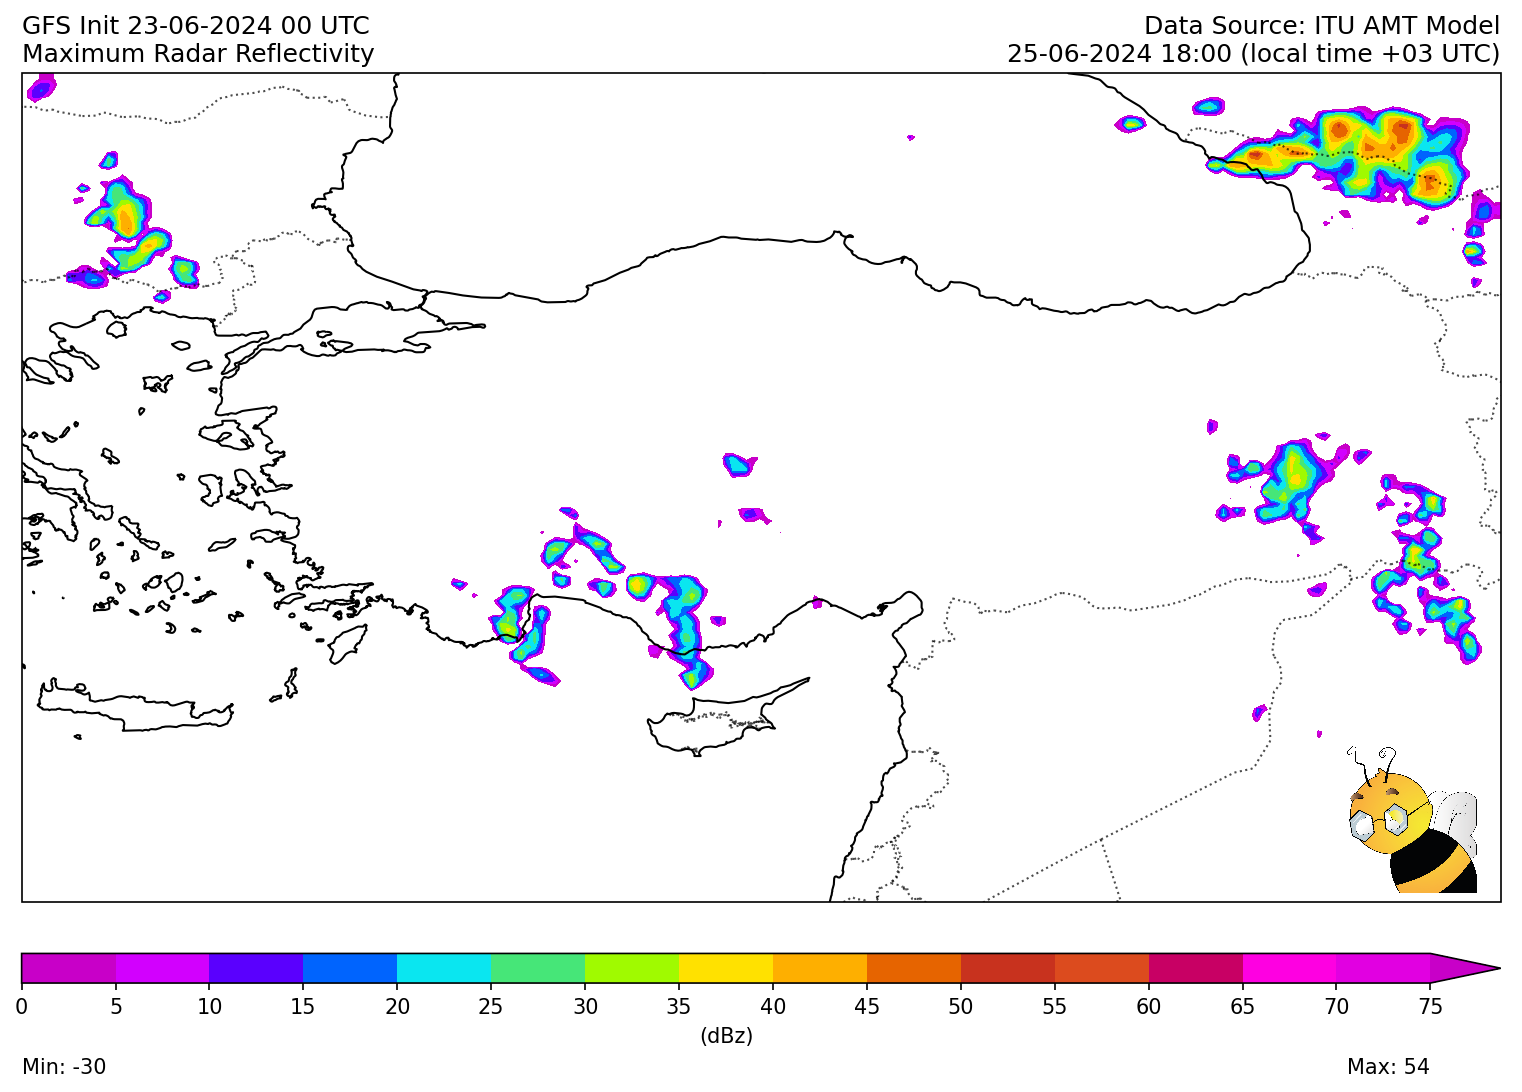 GFS Init 23-06-2024 00 UTC
Maximum Radar Reflectivity
Data Source: ITU AMT Model
25-06-2024 18:00 (local time +03 UTC)
0 5 10 15 20 25 30 35 40 45 50 55 60 65 70 75
(dBz)
Min: -30
Max: 54